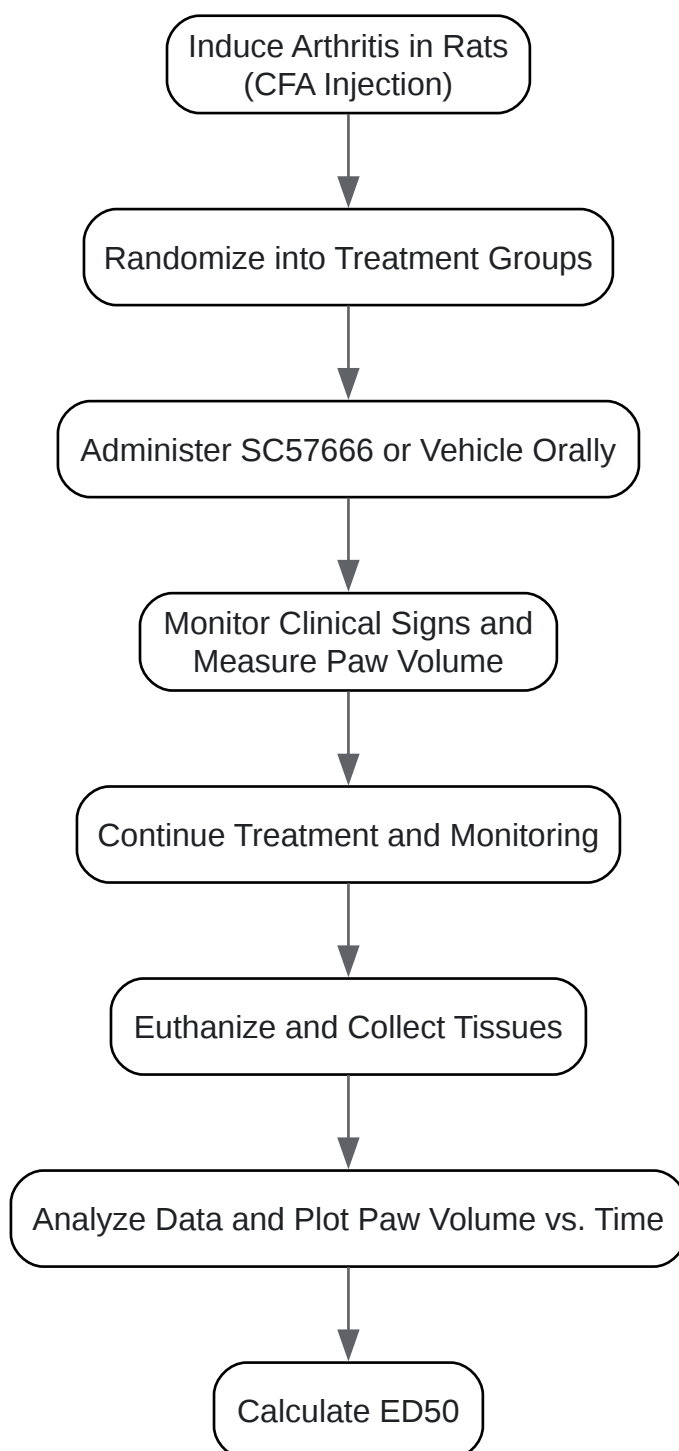 Induce Arthritis in Rats
(CFA Injection)
Randomize into Treatment Groups
Administer SC57666 or Vehicle Orally
Monitor Clinical Signs and
Measure Paw Volume
Continue Treatment and Monitoring
Euthanize and Collect Tissues
Analyze Data and Plot Paw Volume vs. Time
Calculate ED50